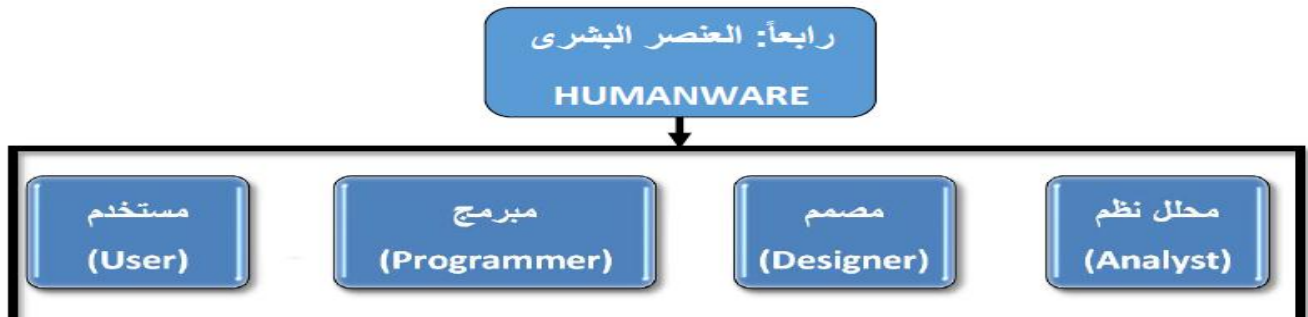 رابعاً: العنصر البشرى
HUMANWARE
محلل نظم
(Analyst)
مصمم
(Designer)
مبرمج
(Programmer)
مستخدم
(User)